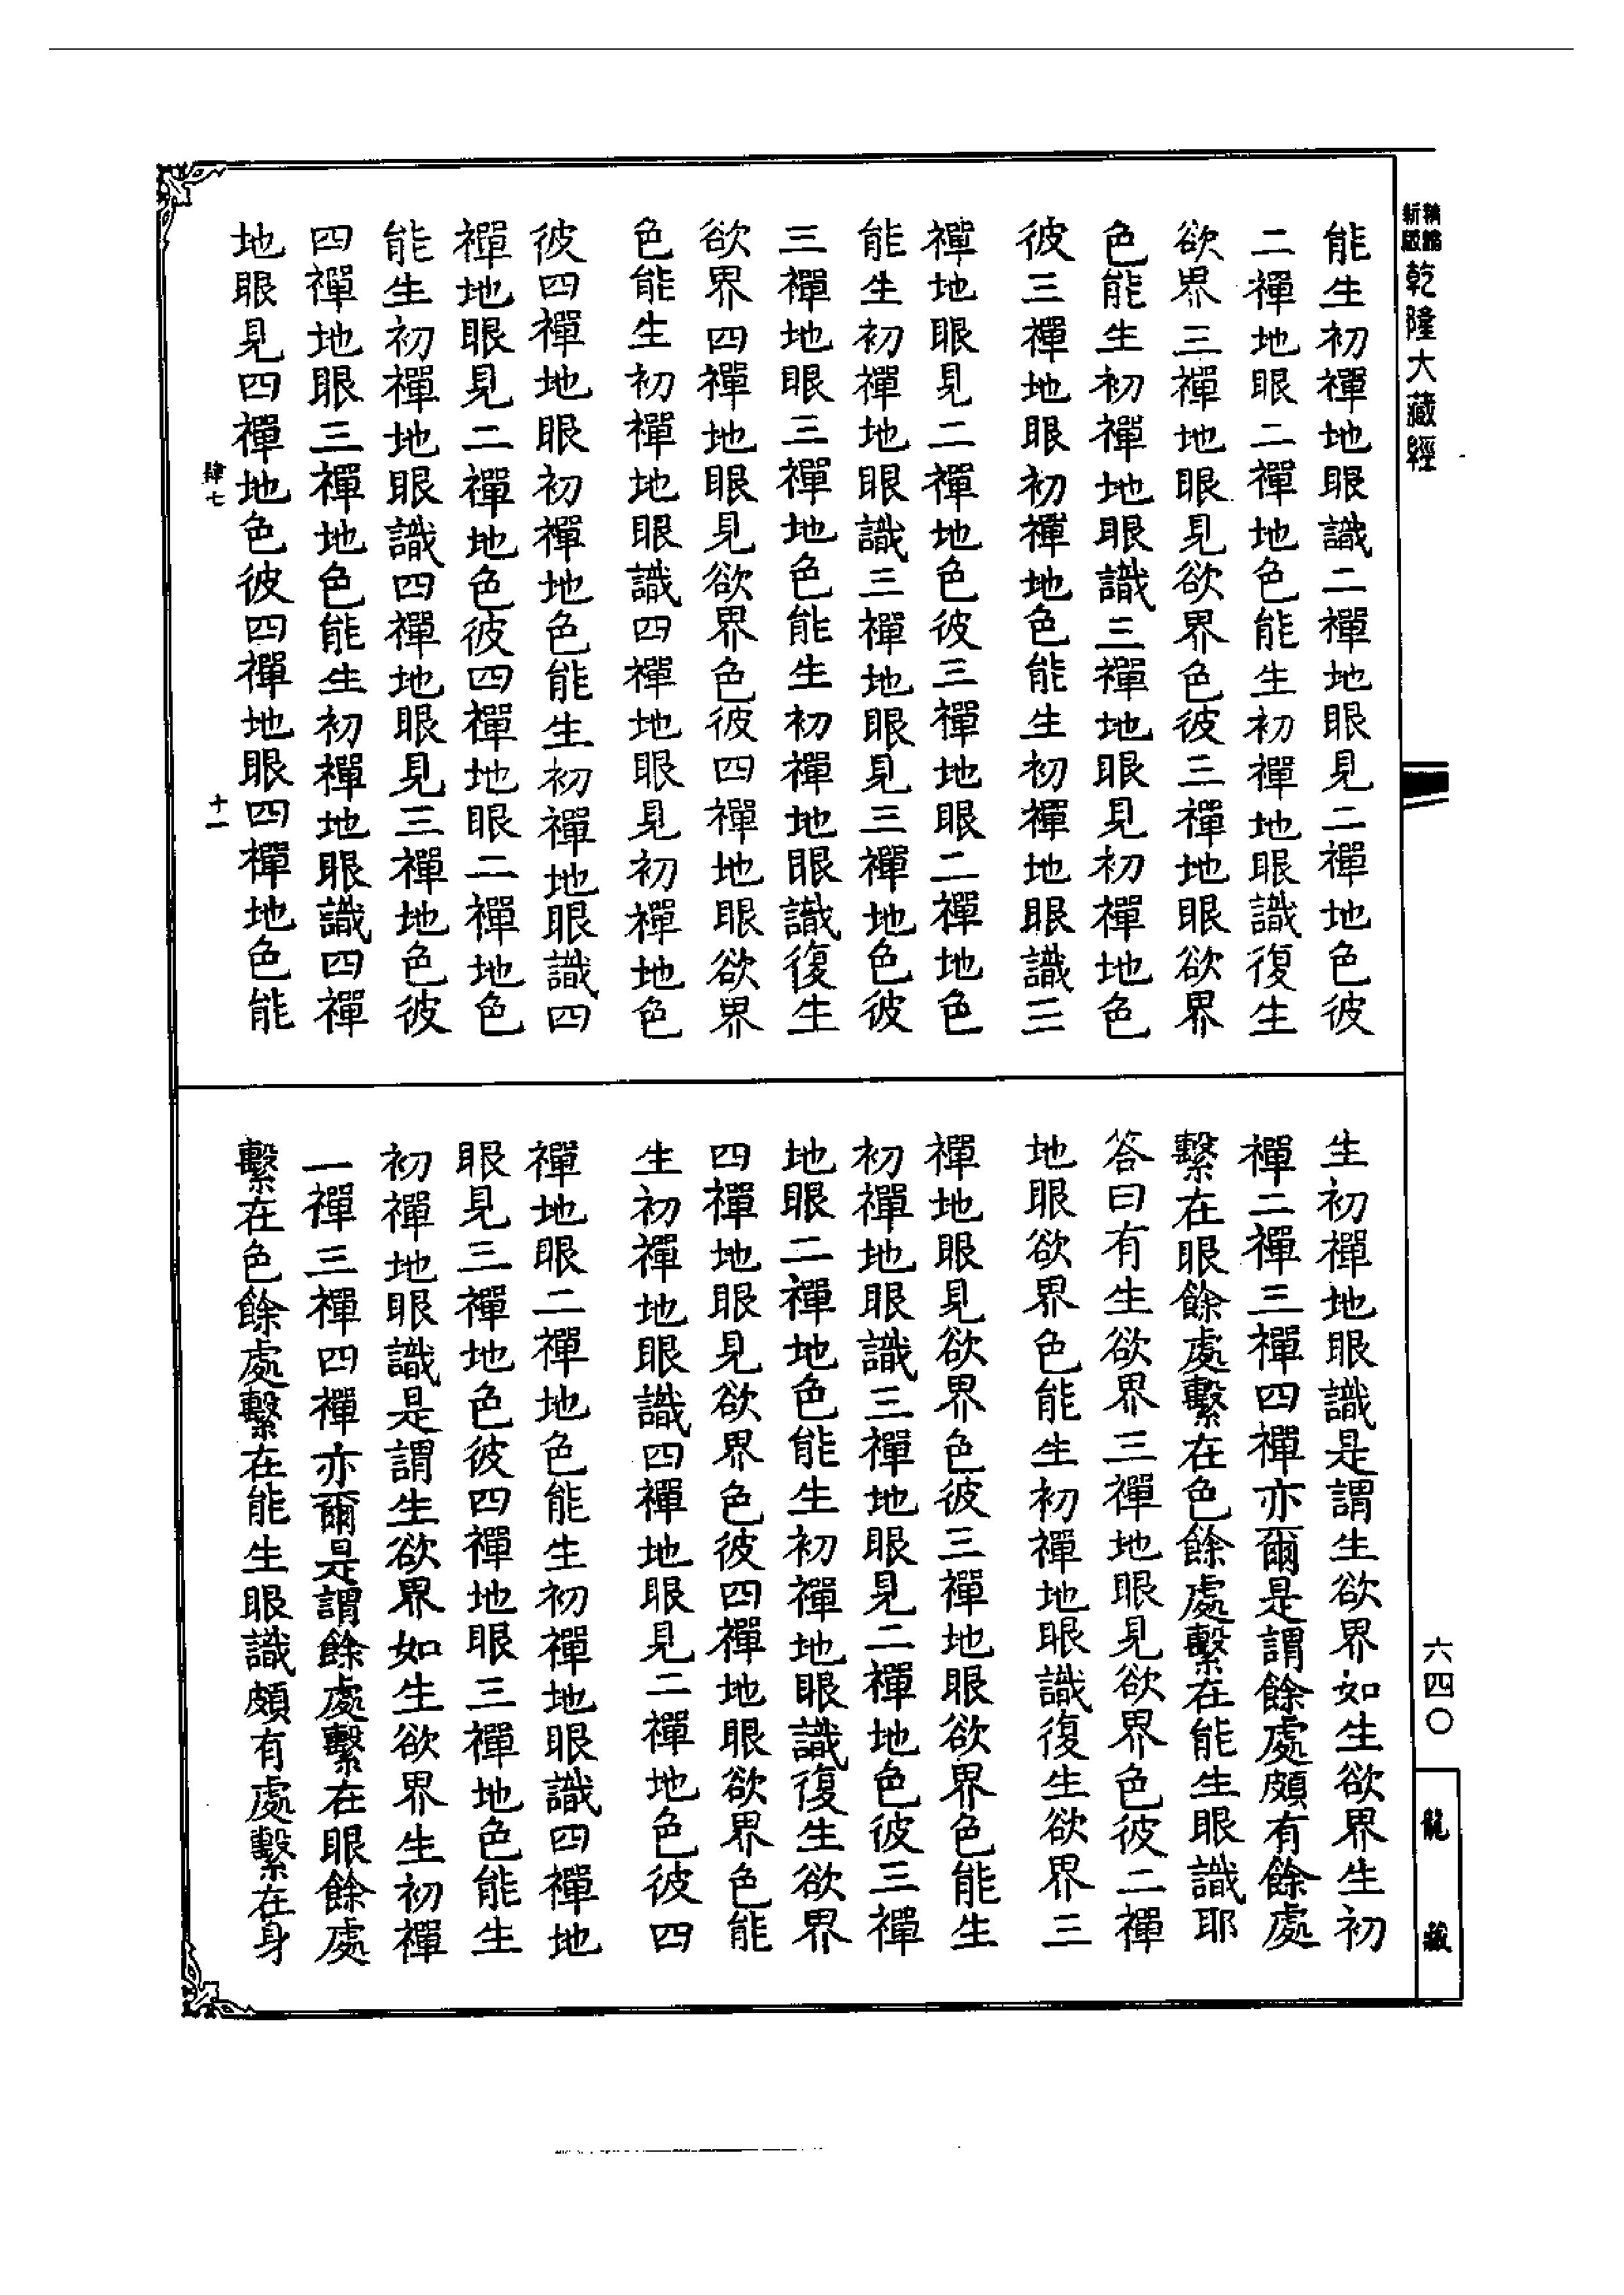 新版 精縮 乾隆大藏經
能生初禪地眼識二禪地眼見二禪地色彼
二禪地眼二禪地色能生初禪地眼識復生
欲界三禪地眼見欲界色彼三禪地眼欲界
色能生初禪地眼識三禪地眼見初禪地色
彼三禪地眼初禪地色能生初禪地眼識三
禪地眼見二禪地色彼三禪地眼二禪地色
能生初禪地眼識三禪地眼見三禪地色彼
三禪地眼三禪地色能生初禪地眼識復生
欲界四禪地眼見欲界色彼四禪地眼欲界
色能生初禪地眼識四禪地眼見初禪地色
彼四禪地眼初禪地色能生初禪地眼識四
禪地眼見二禪地色彼四禪地眼二禪地色
能生初禪地眼識四禪地眼見三禪地色彼
四禪地眼三禪地色能生初禪地眼識四禪
地眼見四禪地色彼四禪地眼四禪地色能
肆七 十一
生初禪地眼識是謂生欲界如生欲界生初
禪二禪三禪四禪亦爾是謂餘處頗有餘處
繫在眼餘處繫在色餘處繫在能生眼識耶
答曰有生欲界三禪地眼見欲界色彼二禪
地眼欲界色能生初禪地眼識復生欲界三
禪地眼見欲界色彼三禪地眼欲界色能生
初禪地眼識三禪地眼見二禪地色彼三禪
地眼二禪地色能生初禪地眼識復生欲界
四禪地眼見欲界色彼四禪地眼欲界色能
生初禪地眼識四禪地眼見二禪地色彼四
禪地眼二禪地色能生初禪地眼識四禪地
眼見三禪地色彼四禪地眼三禪地色能生
初禪地眼識是謂生欲界如生欲界生初禪
一禪三禪四禪亦爾是謂餘處繫在眼餘處
繫在色餘處繫在能生眼識頗有處繫在身
六四〇
龍藏